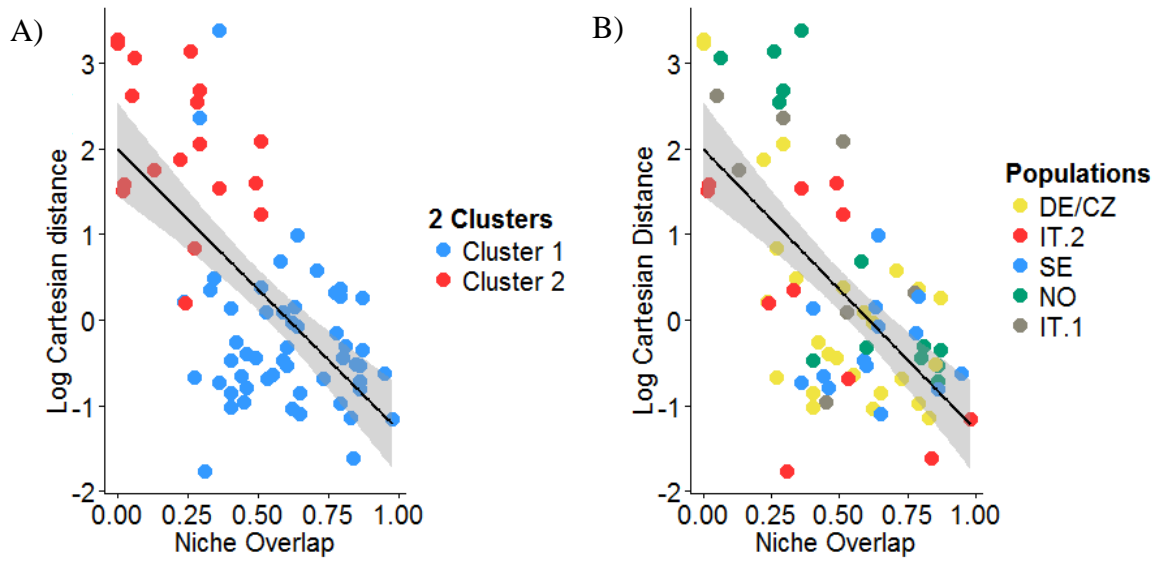 A)
Log Cartesian distance
3
2
1
0
-1
-2
0.00 0.25 0.50 0.75 1.00
Niche Overlap
2 Clusters
Cluster 1
Cluster 2
B)
Log Cartesian Distance
3
2
1
0
-1
-2
0.00 0.25 0.50 0.75 1.00
Niche Overlap
Populations
DE/CZ
IT.2
SE
NO
IT.1